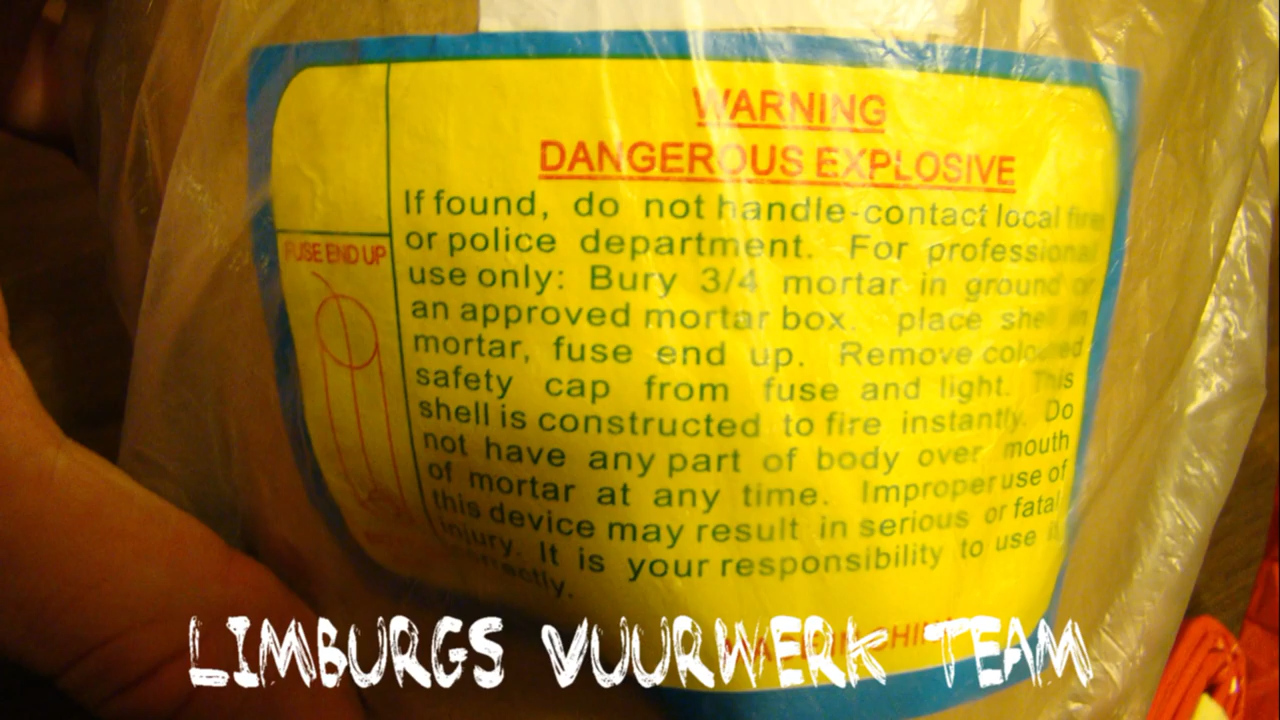 WARNING
DANGEROUS EXPLOSIVE
FUSE END UP
If found, do not handle-contact local fire
or police department. For professional
use only: Bury 3/4 mortar in ground or
an approved mortar box. place shell in
mortar, fuse end up. Remove coloured
safety cap from fuse and light. This
shell is constructed to fire instantly. Do
not have any part of body over mouth
of mortar at any time. Improper use of
this device may result in serious or fatal
injury. It is your responsibility to use it
correctly.
MADE IN CHINA
LIMBURGS VUURWERK TEAM